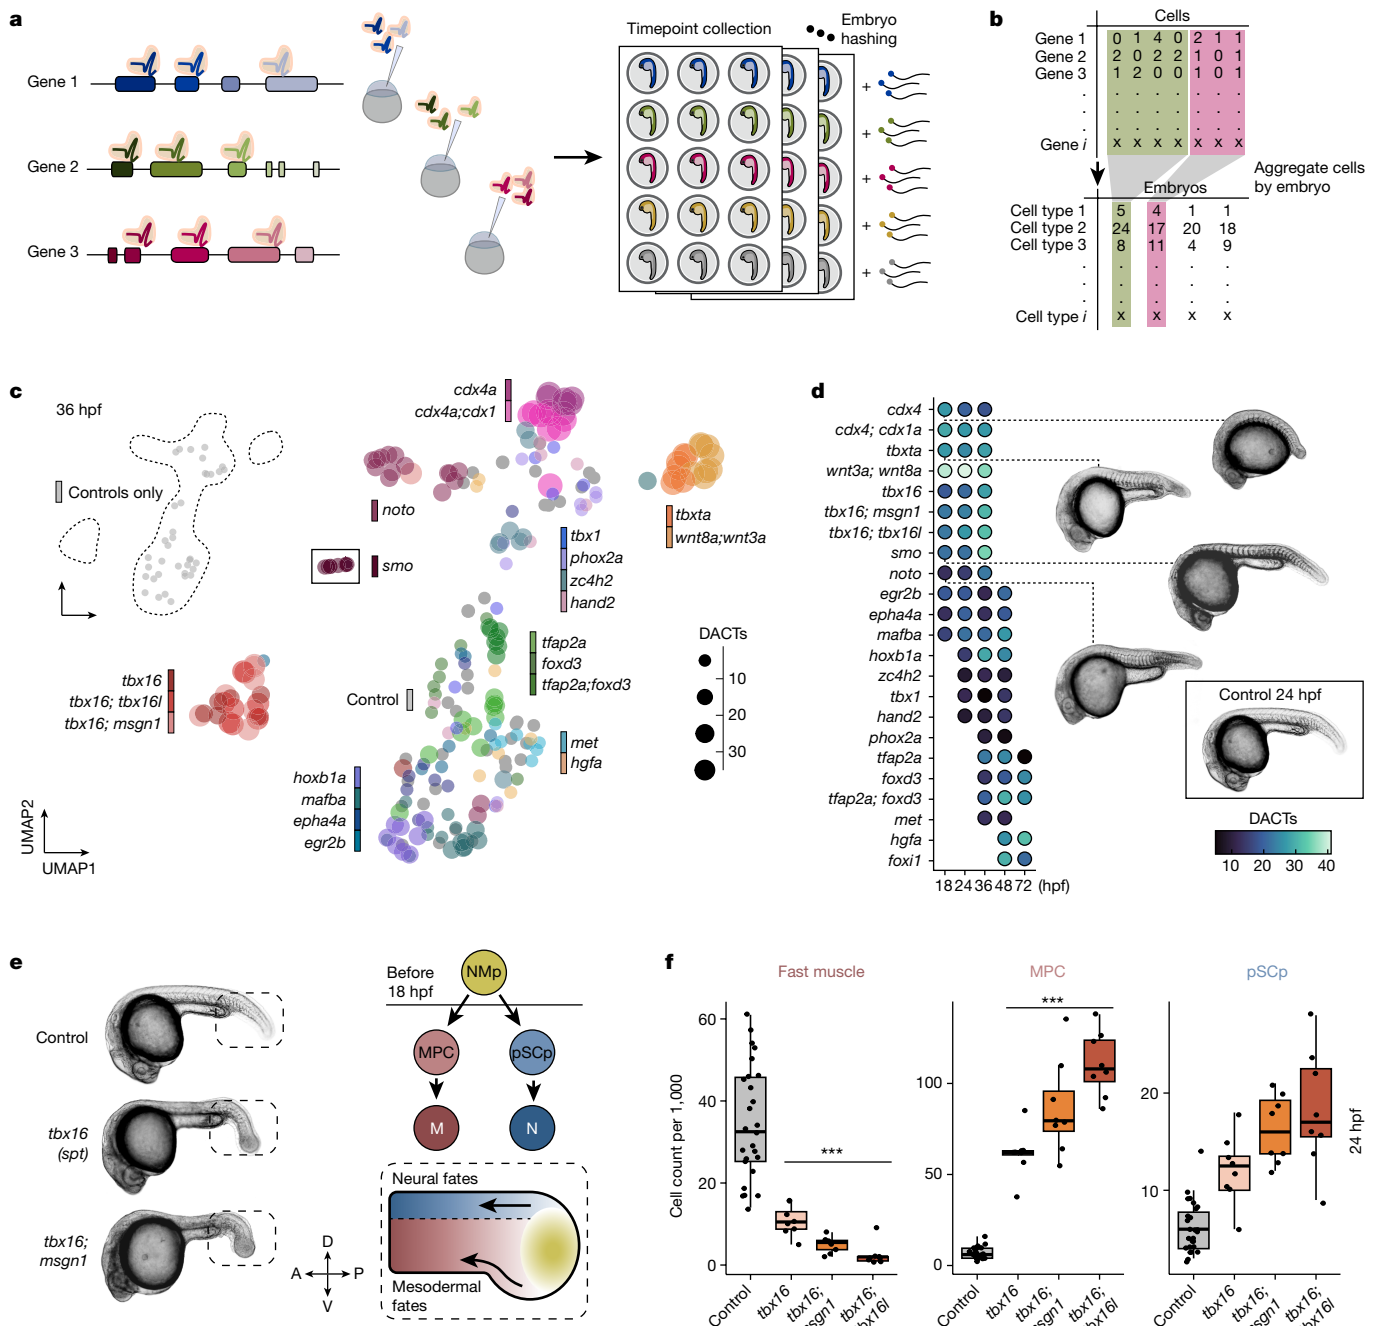 a
Gene 1
Gene 2
Gene 3
Timepoint collection
Embryo
hashing
+
+
+
+
+
b
Cells
Gene 1 0 1 4 0 2 1 1
Gene 2 2 0 2 2 1 0 1
Gene 3 1 2 0 0 1 0 1
. . . . . . . .
. . . . . . . .
. . . . . . . .
Gene i x x x x x x x
Aggregate cells
by embryo
Embryos
Cell type 1 5 4 1 1
Cell type 2 24 17 20 18
Cell type 3 8 11 4 9
. . . . .
. . . . .
. . . . .
Cell type i x x x x
c
36 hpf
Controls only
cdx4a
cdx4a;cdx1
noto
smo
tbxta
wnt8a;wnt3a
tbx1
phox2a
zc4h2
hand2
tfap2a
foxd3
tfap2a;foxd3
Control
tbx16
tbx16; tbx16l
tbx16; msgn1
met
hgfa
hoxb1a
mafba
epha4a
egr2b
DACTs
10
20
30
UMAP2
UMAP1
d
cdx4
cdx4; cdx1a
tbxta
wnt3a; wnt8a
tbx16
tbx16; msgn1
tbx16; tbx16l
smo
noto
egr2b
epha4a
mafba
hoxb1a
zc4h2
tbx1
hand2
phox2a
tfap2a
foxd3
tfap2a; foxd3
met
hgfa
foxi1
18 24 36 48 72 (hpf)
Control 24 hpf
DACTs
10 20 30 40
e
Control
tbx16
(spt)
tbx16;
msgn1
D
A P
V
Before
18 hpf
NMp
MPC
pSCp
M
N
Neural fates
Mesodermal
fates
f
Fast muscle
MPC
pSCp
Cell count per 1,000
60
40
20
0
***
100
50
0
***
20
10
24 hpf
Control
tbx16
tbx16;
tbx16;
Control
tbx16
tbx16;
tbx16;
Control
tbx16
tbx16;
tbx16;